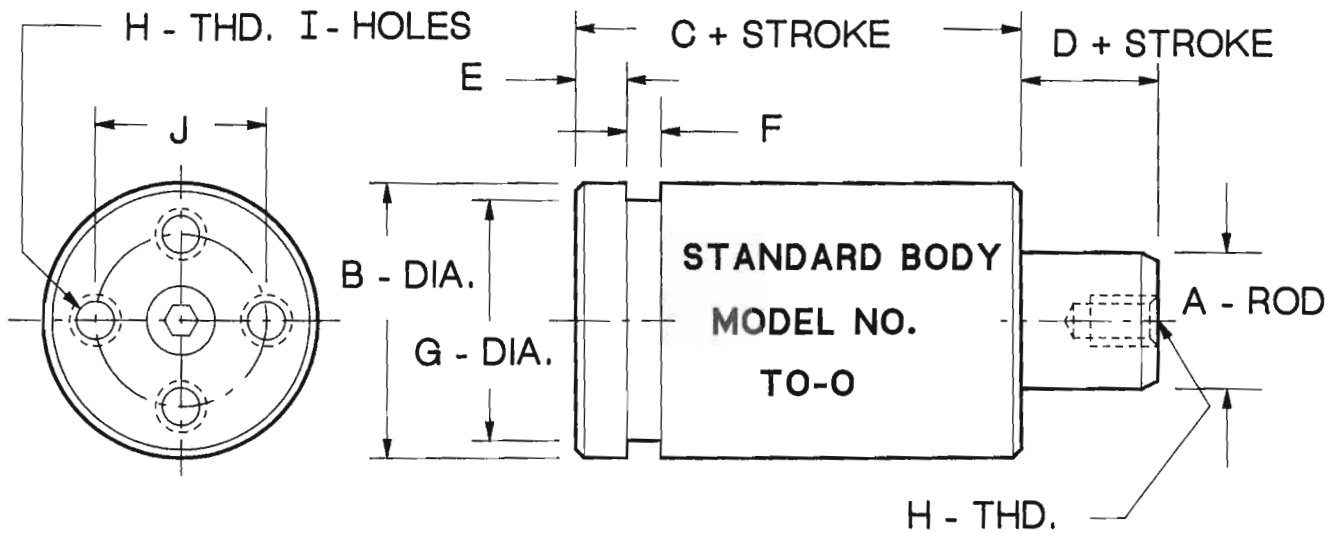 H - THD. I - HOLES
C + STROKE
D + STROKE
E
J
F
B - DIA.
STANDARD BODY
MODEL NO.
TO-O
A - ROD
G - DIA.
H - THD.